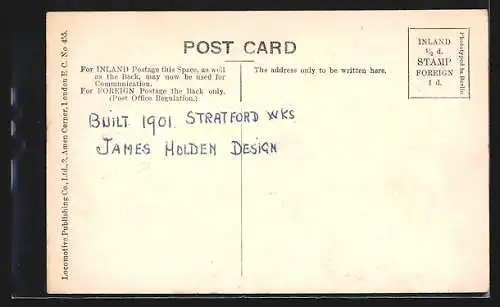 POST CARD
For INLAND Postage this Space, as well
as the Back, may now be used for
Communication.
For FOREIGN Postage the Back only.
(Post Office Regulation.)
The address only to be written here.
INLAND
½ d.
STAMP
FOREIGN
1 d.
Phototyped in Berlin
BUILT 1901. STRATFORD WKS
JAMES HOLDEN DESIGN
Locomotive Publishing Co., Ltd., 3, Amen Corner, London E. C. No 455.